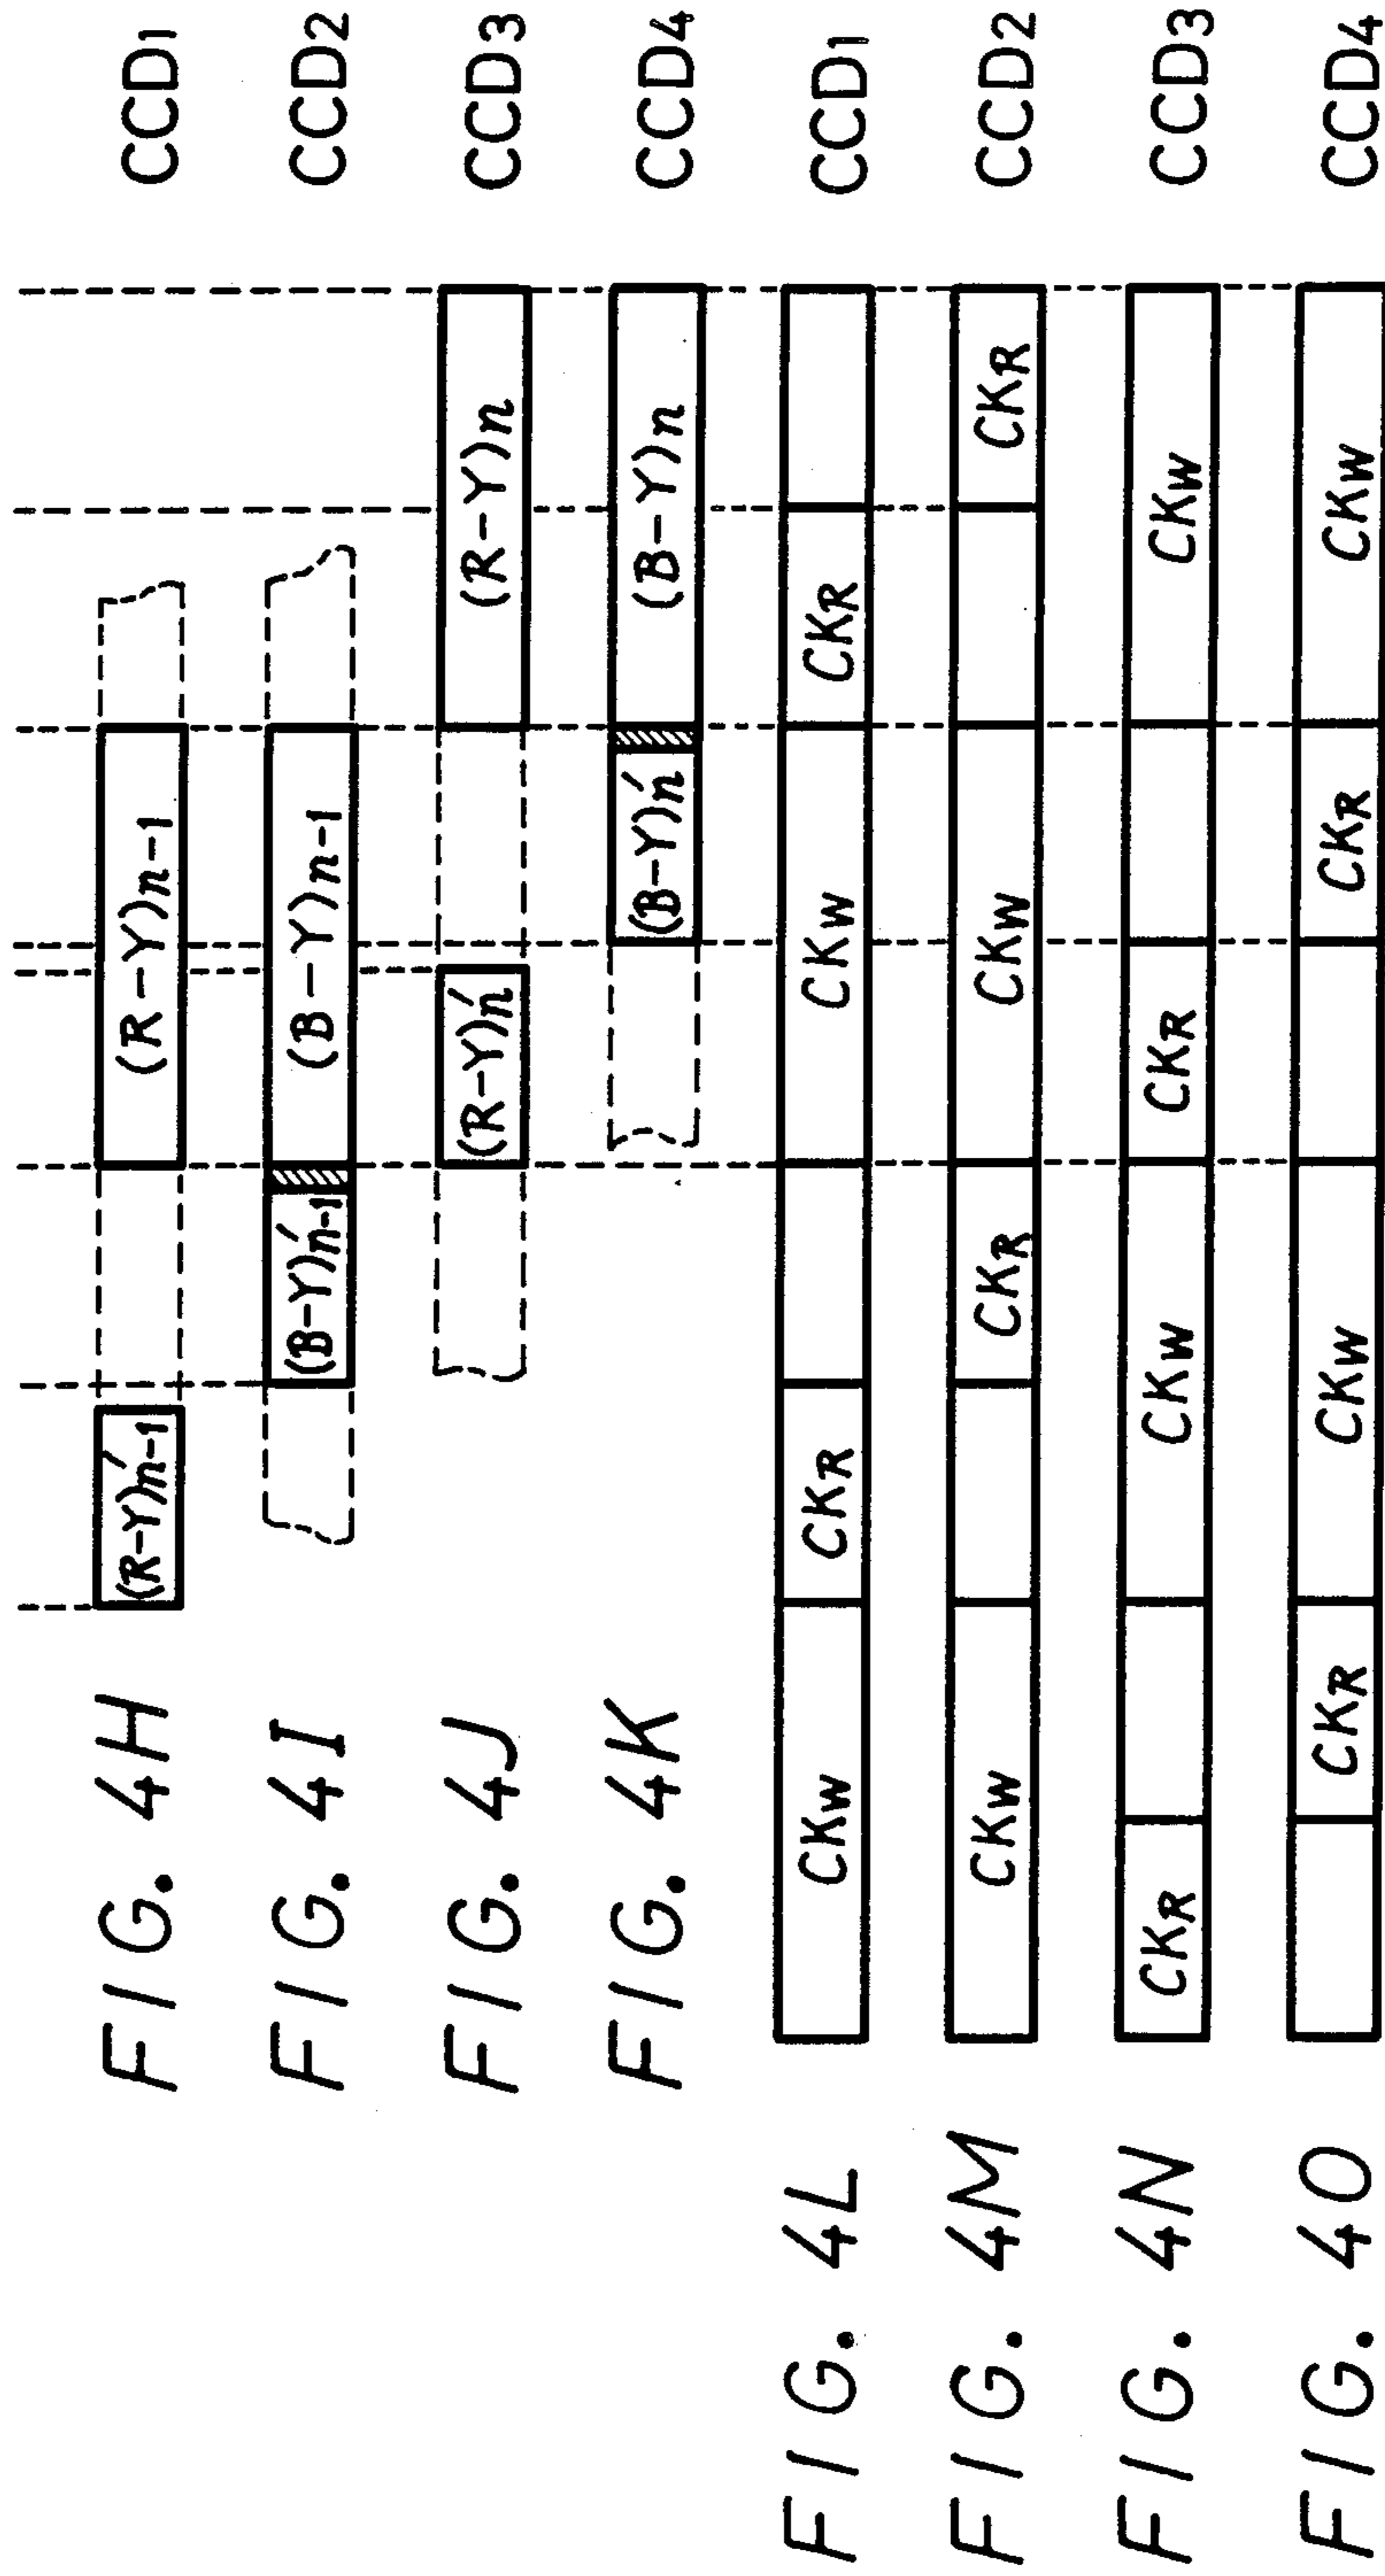 FIG. 4H (R-Y)'n-1 (R-Y)n-1 CCD1
FIG. 4I (B-Y)'n-1 (B-Y)n-1 CCD2
FIG. 4J (R-Y)'n (R-Y)n CCD3
FIG. 4K (B-Y)'n (B-Y)n CCD4
FIG. 4L CKW CKR CKW CKR CCD1
FIG. 4M CKW CKR CKW CKR CCD2
FIG. 4N CKR CKW CKR CKW CCD3
FIG. 4O CKR CKW CKR CKW CCD4